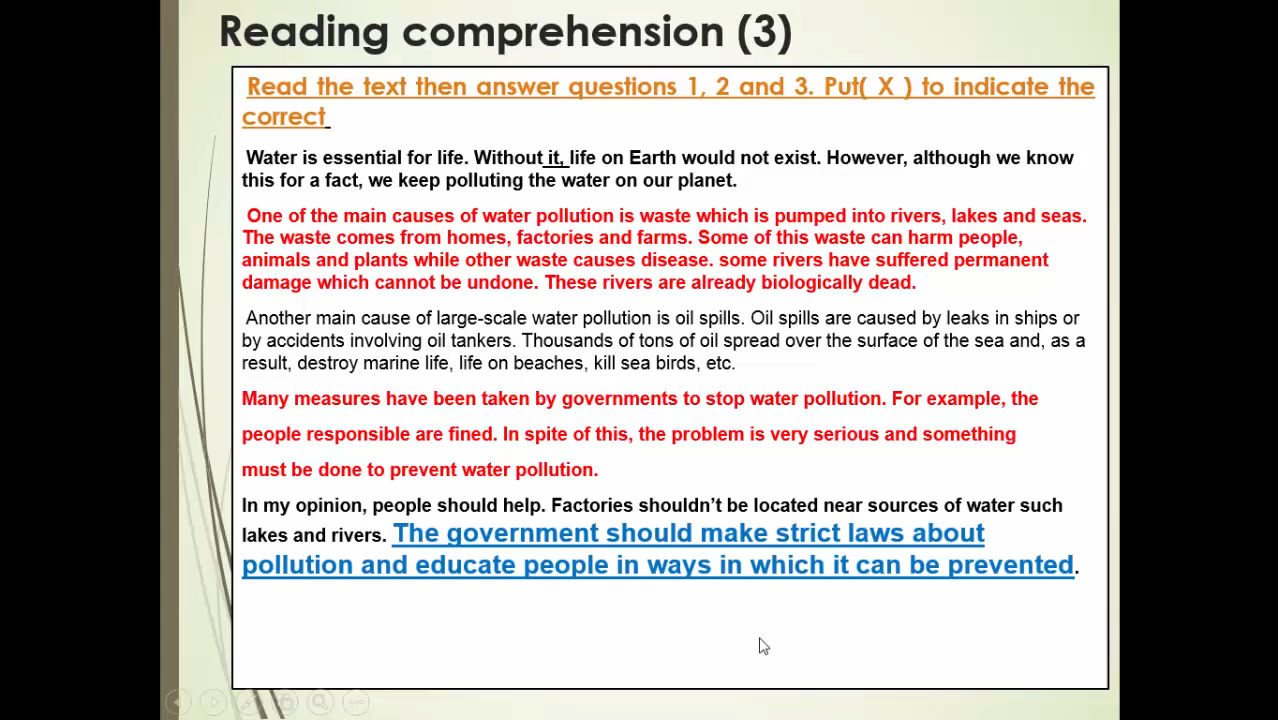 Reading comprehension (3)
Read the text then answer questions 1, 2 and 3. Put( X ) to indicate the
correct
Water is essential for life. Without it, life on Earth would not exist. However, although we know
this for a fact, we keep polluting the water on our planet.
One of the main causes of water pollution is waste which is pumped into rivers, lakes and seas.
The waste comes from homes, factories and farms. Some of this waste can harm people,
animals and plants while other waste causes disease. some rivers have suffered permanent
damage which cannot be undone. These rivers are already biologically dead.
Another main cause of large-scale water pollution is oil spills. Oil spills are caused by leaks in ships or
by accidents involving oil tankers. Thousands of tons of oil spread over the surface of the sea and, as a
result, destroy marine life, life on beaches, kill sea birds, etc.
Many measures have been taken by governments to stop water pollution. For example, the
people responsible are fined. In spite of this, the problem is very serious and something
must be done to prevent water pollution.
In my opinion, people should help. Factories shouldn’t be located near sources of water such
lakes and rivers. The government should make strict laws about
pollution and educate people in ways in which it can be prevented.